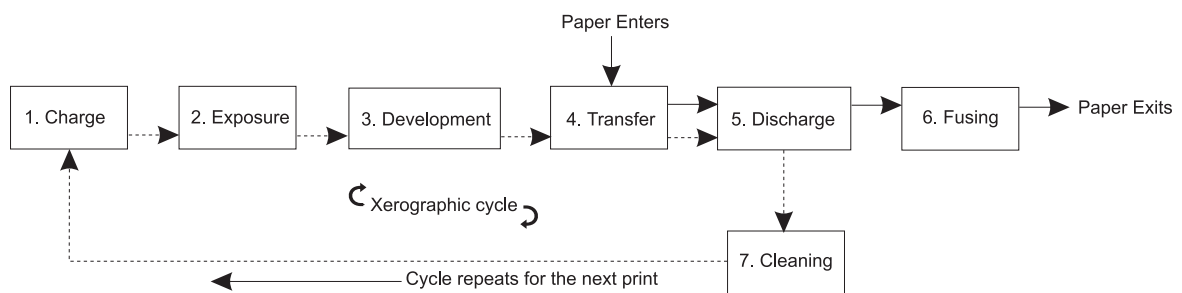 Paper Enters
1. Charge
2. Exposure
3. Development
4. Transfer
5. Discharge
6. Fusing
Paper Exits
Xerographic cycle
7. Cleaning
Cycle repeats for the next print